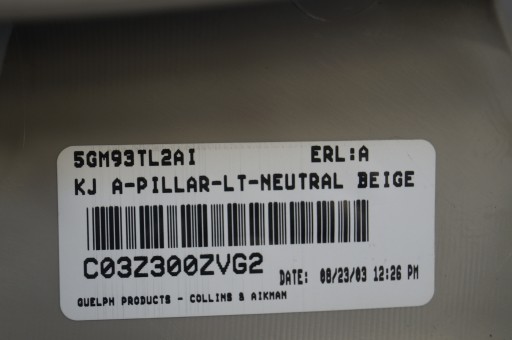 5GM93TL2AI ERL:A
KJ A-PILLAR-LT-NEUTRAL BEIGE
C03Z300ZVG2 DATE: 08/23/03 12:26 PM
GUELPH PRODUCTS - COLLINS & AIKMAN